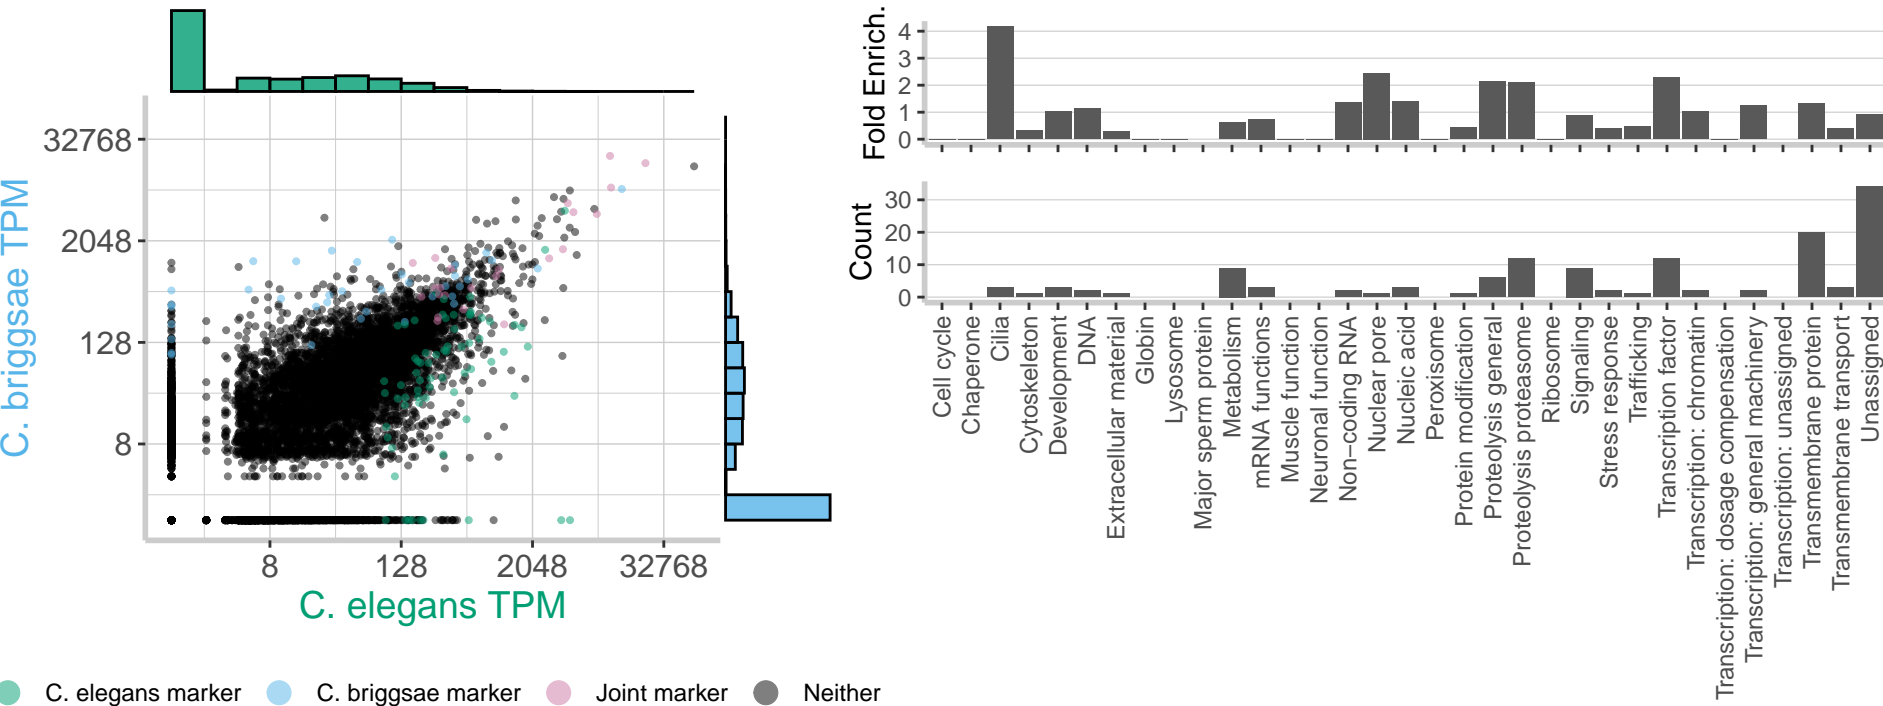 32768
2048
128
8
C. briggsae TPM
8
128
2048
32768
C. elegans TPM
C. elegans marker
C. briggsae marker
Joint marker
Neither
Fold Enrich.
4
3
2
1
0
Count
30
20
10
0
Cell cycle
Chaperone
Cilia
Cytoskeleton
Development
DNA
Extracellular material
Globin
Lysosome
Major sperm protein
Metabolism
mRNA functions
Muscle function
Neuronal function
Non−coding RNA
Nuclear pore
Nucleic acid
Peroxisome
Protein modification
Proteolysis general
Proteolysis proteasome
Ribosome
Signaling
Stress response
Trafficking
Transcription factor
Transcription: chromatin
Transcription: dosage compensation
Transcription: general machinery
Transcription: unassigned
Transmembrane protein
Transmembrane transport
Unassigned